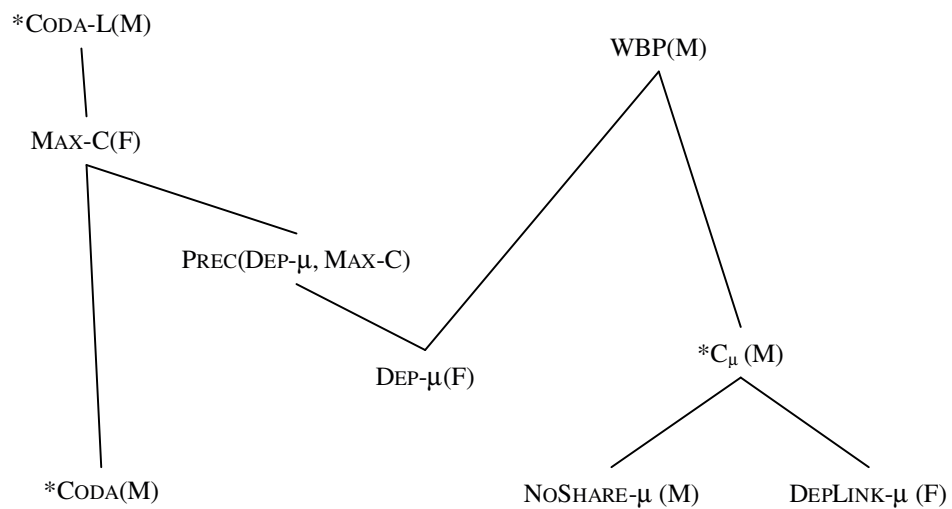 *CODA-L(M)
WBP(M)
MAX-C(F)
PREC(DEP-μ, MAX-C)
*Cμ (M)
DEP-μ(F)
*CODA(M)
NOSHARE-μ (M)
DEPLINK-μ (F)